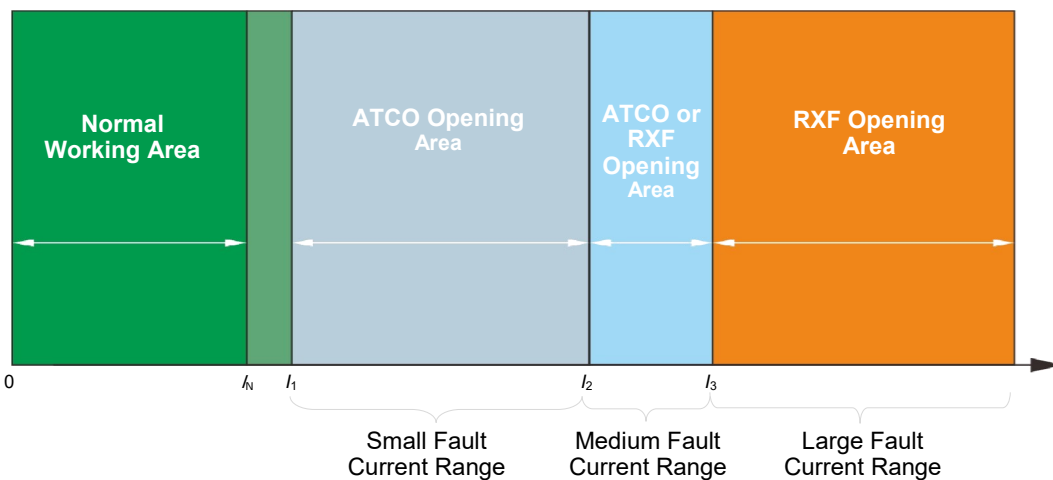 Normal
Working Area
ATCO Opening
Area
ATCO or
RXF
Opening
Area
RXF Opening
Area
0
IN
I1
I2
I3
Small Fault
Current Range
Medium Fault
Current Range
Large Fault
Current Range